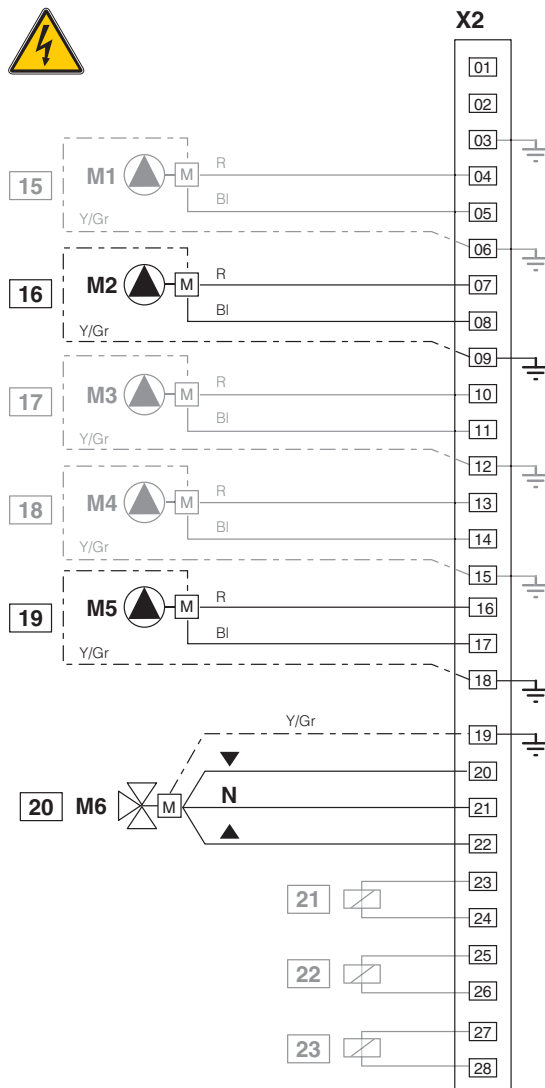 X2
01
02
03
R
04
15 M1 M
Bl
05
Y/Gr
06
R
07
16 M2 M
Bl
08
Y/Gr
09
R
10
17 M3 M
Bl
11
Y/Gr
12
R
13
18 M4 M
Bl
14
Y/Gr
15
R
16
19 M5 M
Bl
17
Y/Gr
18
Y/Gr
19
20
20 M6 M N
21
22
23
21
24
25
22
26
27
23
28